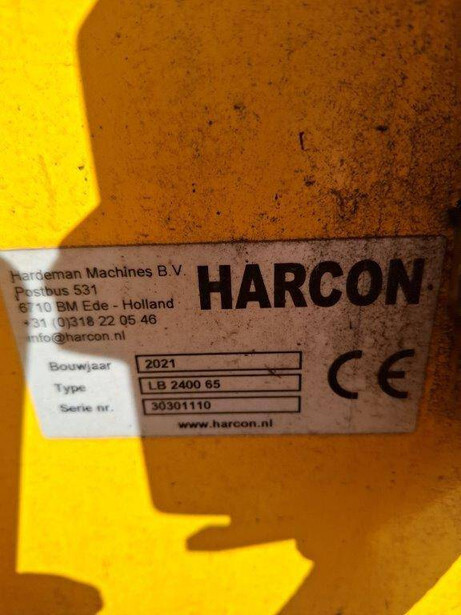 Hardeman Machines B.V.
Postbus 531
6710 BM Ede - Holland
+31 (0)318 22 05 46
info@harcon.nl
HARCON
Bouwjaar 2021
Type LB 2400 65
Serie nr. 30301110
CE
www.harcon.nl